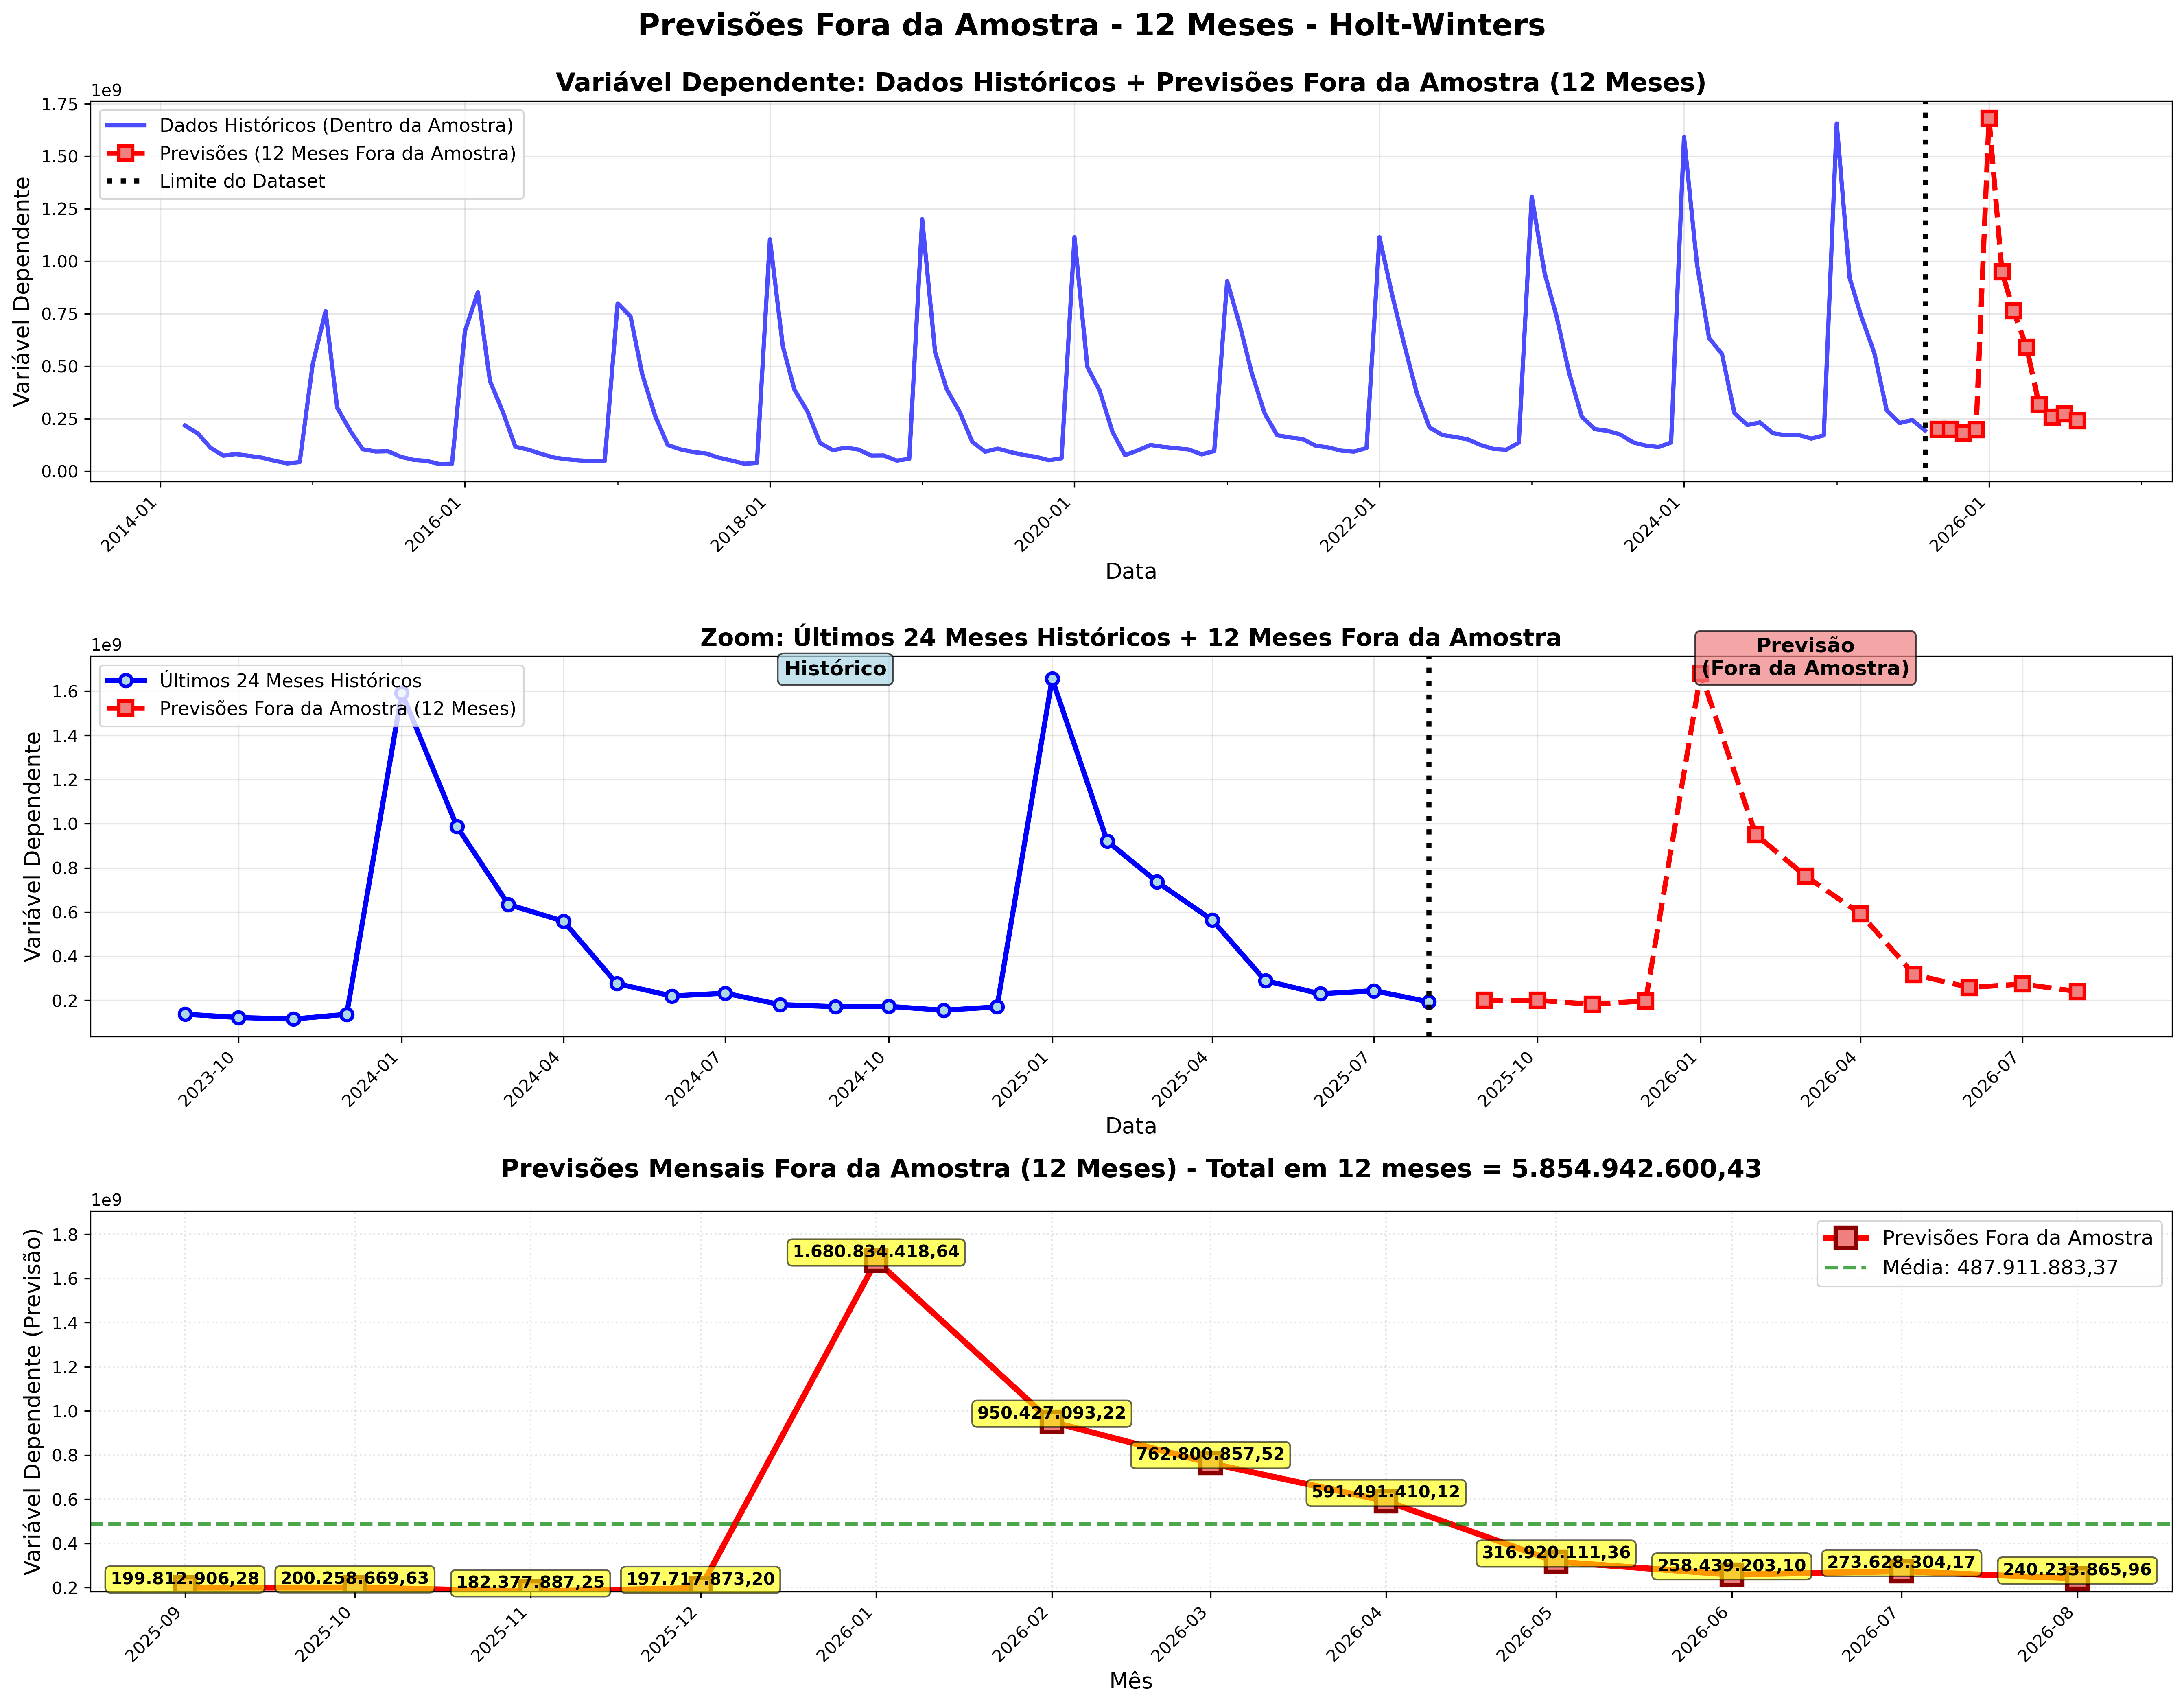 Previsões Fora da Amostra - 12 Meses - Holt-Winters
Variável Dependente: Dados Históricos + Previsões Fora da Amostra (12 Meses)
1e9
Dados Históricos (Dentro da Amostra)
Previsões (12 Meses Fora da Amostra)
Limite do Dataset
Variável Dependente
1.75
1.50
1.25
1.00
0.75
0.50
0.25
0.00
2014-01
2016-01
2018-01
2020-01
2022-01
2024-01
2026-01
Data
Zoom: Últimos 24 Meses Históricos + 12 Meses Fora da Amostra
1e9
Últimos 24 Meses Históricos
Previsões Fora da Amostra (12 Meses)
Histórico
Previsão
(Fora da Amostra)
Variável Dependente
1.6
1.4
1.2
1.0
0.8
0.6
0.4
0.2
2023-10
2024-01
2024-04
2024-07
2024-10
2025-01
2025-04
2025-07
2025-10
2026-01
2026-04
2026-07
Data
Previsões Mensais Fora da Amostra (12 Meses) - Total em 12 meses = 5.854.942.600,43
1e9
Previsões Fora da Amostra
Média: 487.911.883,37
Variável Dependente (Previsão)
1.8
1.6
1.4
1.2
1.0
0.8
0.6
0.4
0.2
199.812.906,28
200.258.669,63
182.377.887,25
197.717.873,20
1.680.834.418,64
950.427.093,22
762.800.857,52
591.491.410,12
316.920.111,36
258.439.203,10
273.628.304,17
240.233.865,96
2025-09
2025-10
2025-11
2025-12
2026-01
2026-02
2026-03
2026-04
2026-05
2026-06
2026-07
2026-08
Mês